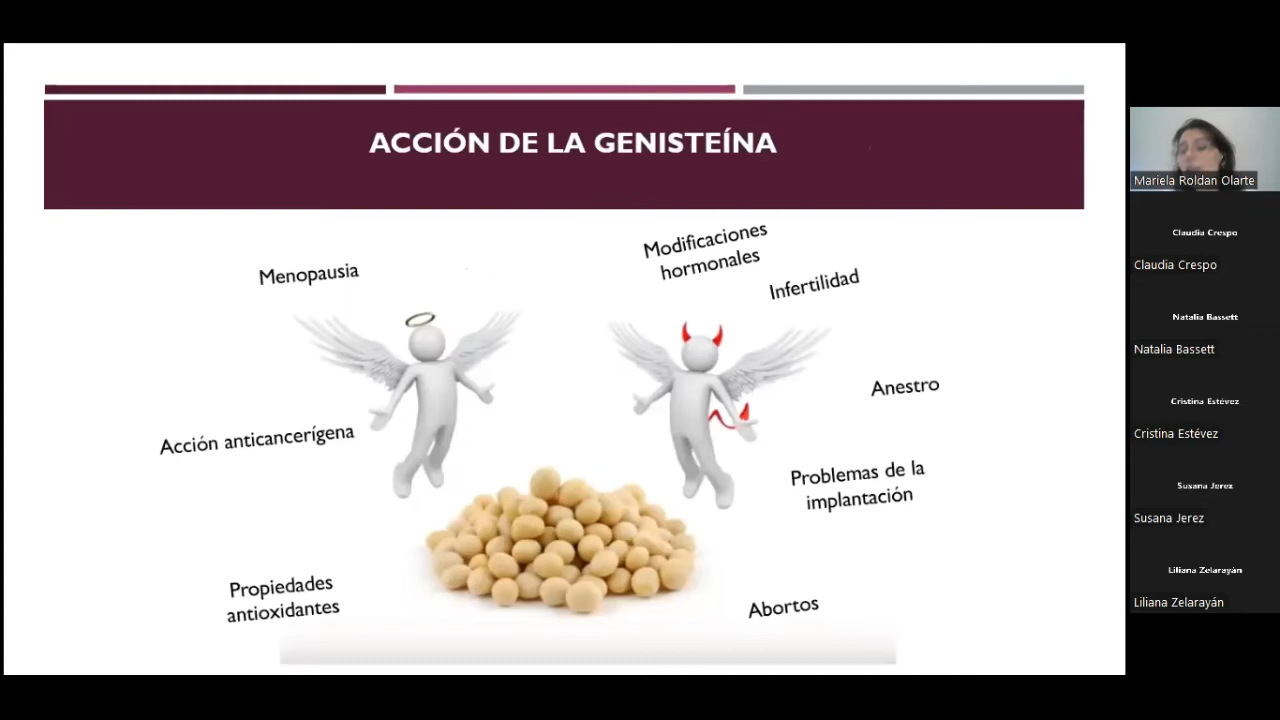 ACCIÓN DE LA GENISTEÍNA
Menopausia
Modificaciones
hormonales
Infertilidad
Anestro
Acción anticancerígena
Problemas de la
implantación
Propiedades
antioxidantes
Abortos
Mariela Roldan Olarte
Claudia Crespo
Claudia Crespo
Natalia Bassett
Natalia Bassett
Cristina Estévez
Cristina Estévez
Susana Jerez
Susana Jerez
Liliana Zelarayán
Liliana Zelarayán